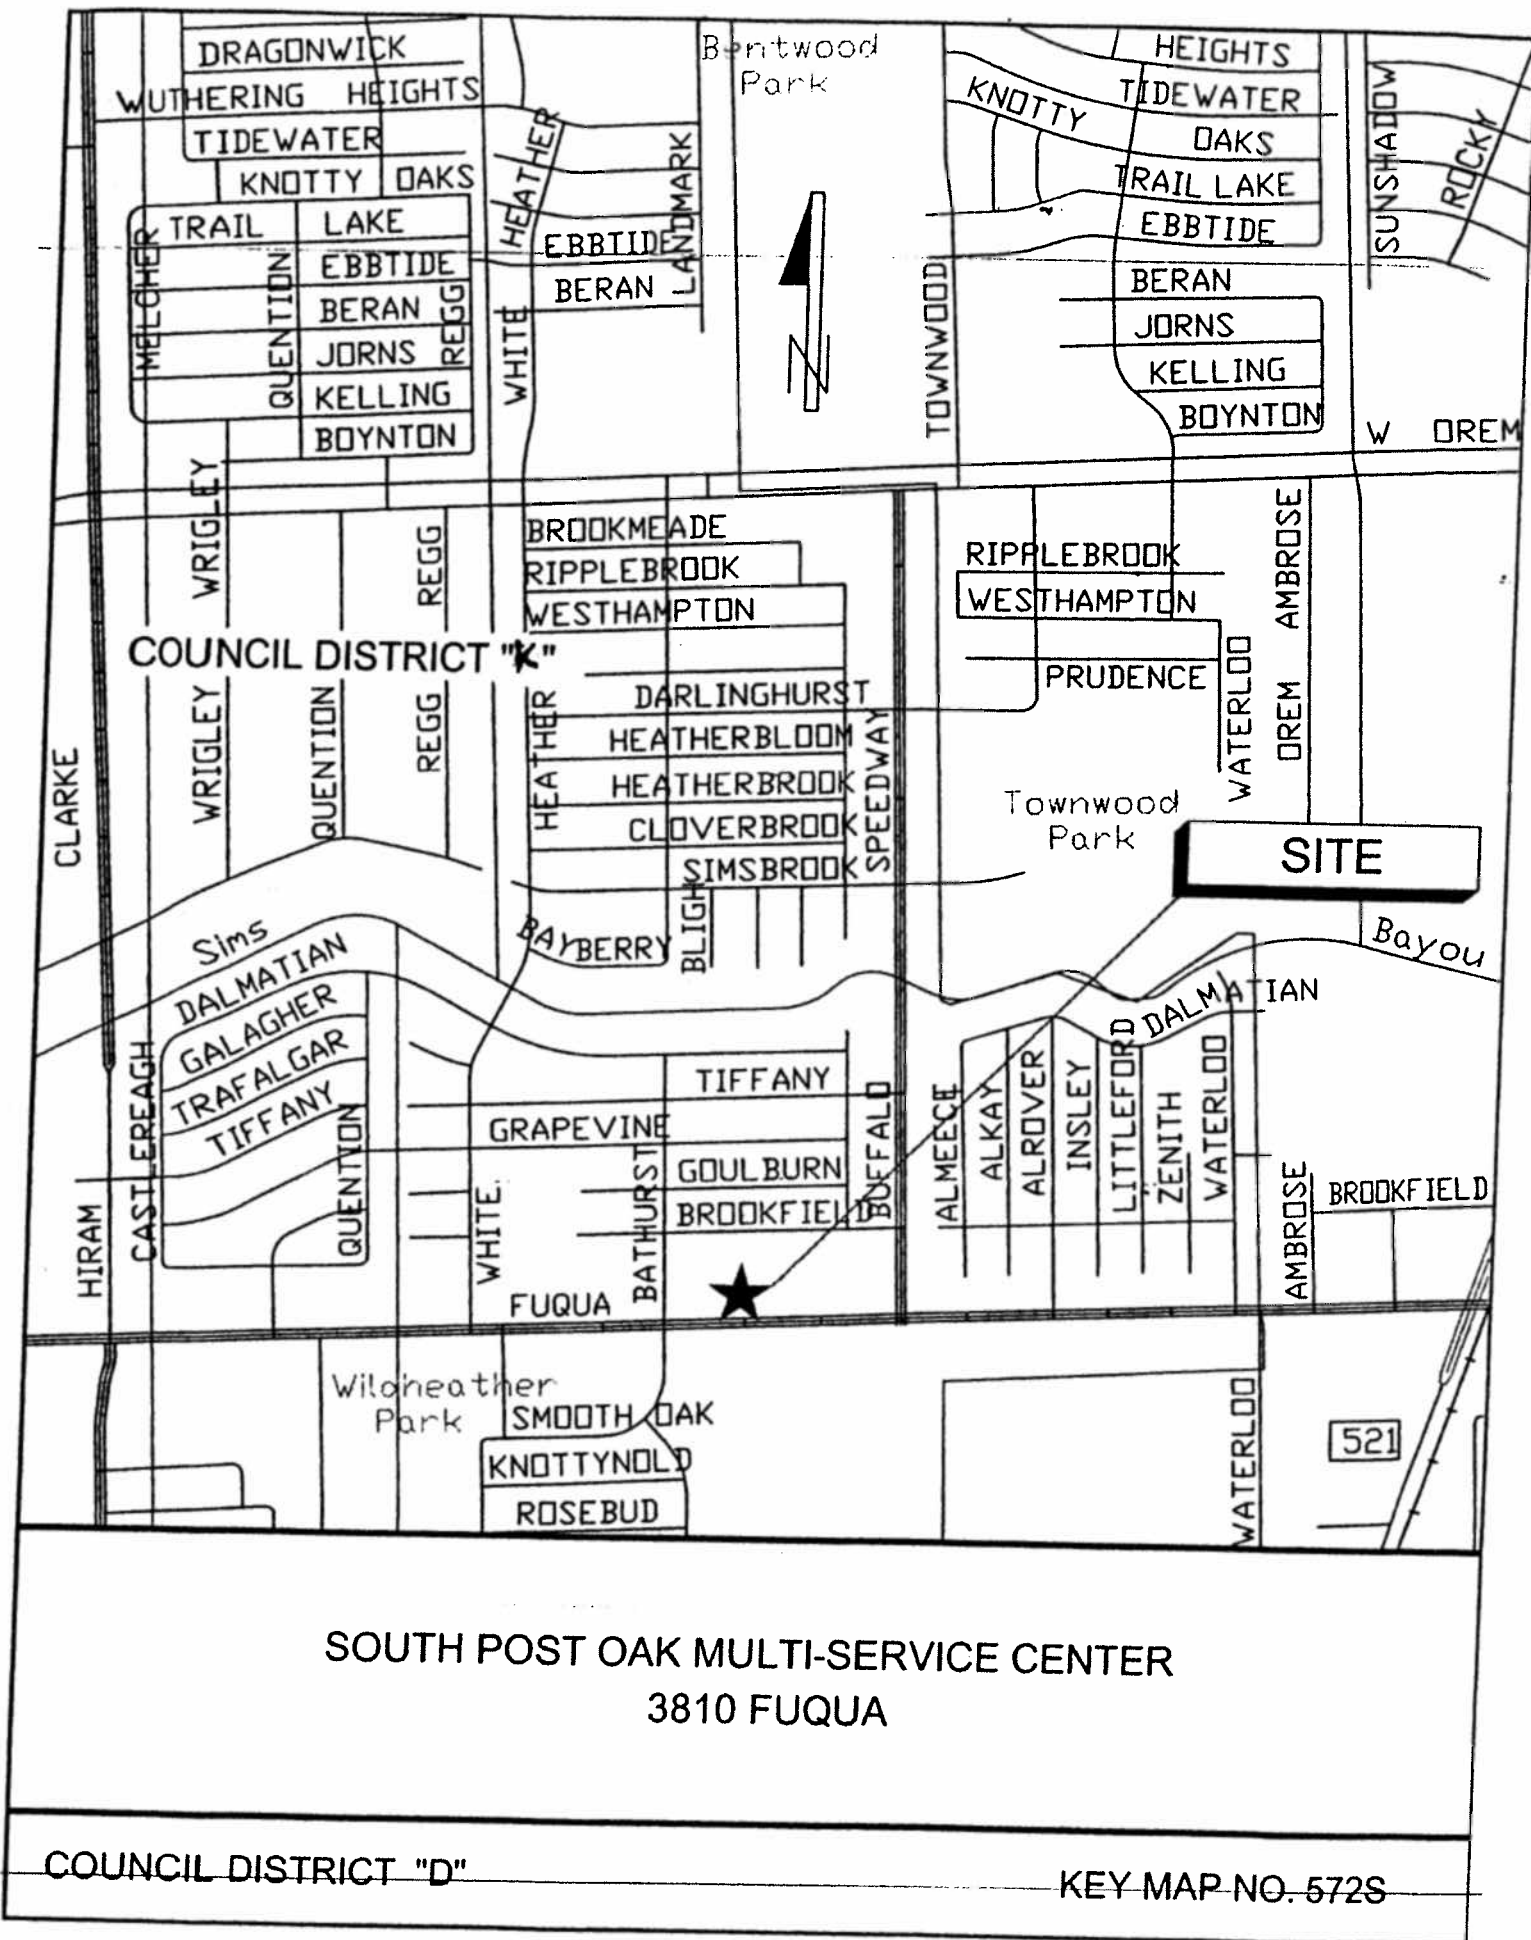 DRAGONWICK
WUTHERING HEIGHTS
TIDEWATER
KNOTTY OAKS
TRAIL LAKE
EBBTIDE
BERAN
JORNS
KELLING
BOYNTON
MELCHER
QUENTION
REGG
HEATHER
WHITE
EBBTIDE
BERAN
LANDMARK
Bentwood
Park
N
TOWNWOOD
HEIGHTS
TIDEWATER
KNOTTY OAKS
TRAIL LAKE
EBBTIDE
BERAN
JORNS
KELLING
BOYNTON
SUNSHADOW
ROCKY
W OREM
WRIGLEY
REGG
BROOKMEADE
RIPPLEBROOK
WESTHAMPTON
RIPPLEBROOK
WESTHAMPTON
PRUDENCE
AMBROSE
OREM
WATERLOO
COUNCIL DISTRICT "K"
CLARKE
WRIGLEY
QUENTION
REGG
HEATHER
DARLINGHURST
HEATHERBLOOM
HEATHERBROOK
CLOVERBROOK
SIMSBROOK
SPEEDWAY
Townwood
Park
SITE
BLIGH
BAYBERRY
Sims
Bayou
DALMATIAN
GALAGHER
TRAFALGAR
TIFFANY
CASTLEREAGH
QUENTION
HIRAM
DALMATIAN
TIFFANY
GRAPEVINE
GOULBURN
BROOKFIELD
WHITE
BATHURST
BUFFALO
ALMEECE
ALKAY
ALROVER
INSLEY
LITTLEFORD
ZENITH
WATERLOO
AMBROSE
BROOKFIELD
FUQUA
Wildheather
Park
SMOOTH OAK
KNOTTYNOLD
ROSEBUD
WATERLOO
521
SOUTH POST OAK MULTI-SERVICE CENTER
3810 FUQUA
COUNCIL DISTRICT "D"
KEY MAP NO. 572S